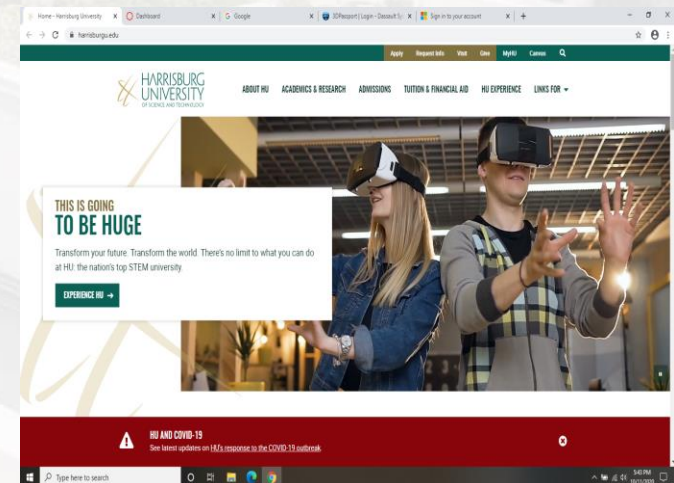 Home - Harrisburg University
Dashboard
Google
3DPassport | Login - Dassault Sy
Sign in to your account
harrisburgu.edu
Apply Request Info Visit Give MyHU Canvas
HARRISBURG
UNIVERSITY
OF SCIENCE AND TECHNOLOGY
ABOUT HU ACADEMICS & RESEARCH ADMISSIONS TUITION & FINANCIAL AID HU EXPERIENCE LINKS FOR
THIS IS GOING
TO BE HUGE
Transform your future. Transform the world. There's no limit to what you can do
at HU: the nation's top STEM university.
EXPERIENCE HU →
HU AND COVID-19
See latest updates on HU's response to the COVID-19 outbreak.
Type here to search
5:40 PM